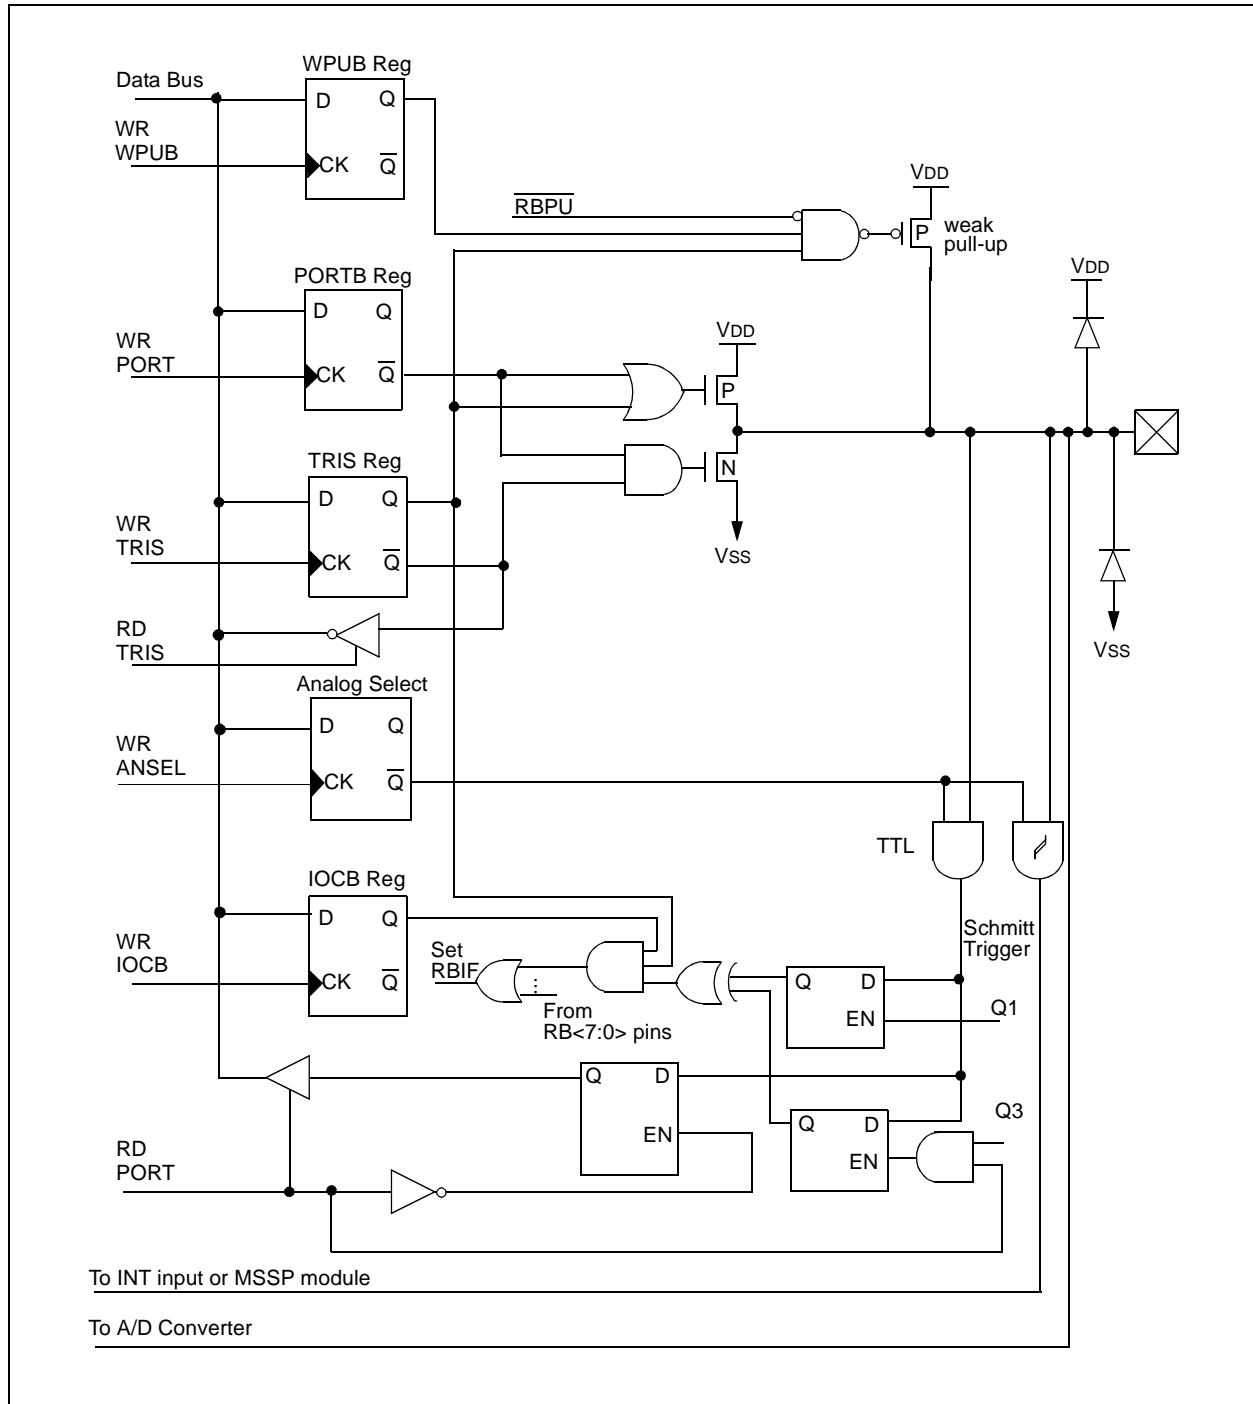 WPUB Reg
Data Bus
D Q
WR
WPUB
CK Q̅
VDD
R̅B̅P̅U̅
P weak
pull-up
PORTB Reg
VDD
D Q
WR
PORT
VDD
CK Q̅
P
TRIS Reg
N
D Q
WR
TRIS
CK Q̅
VSS
RD
TRIS
VSS
Analog Select
D Q
WR
ANSEL
CK Q̅
TTL
IOCB Reg
D Q
Schmitt
Trigger
WR
IOCB
Set
RBIF
CK Q̅
Q D
From
RB<7:0> pins
EN Q1
Q D
Q3
Q D
RD
PORT
EN
EN
To INT input or MSSP module
To A/D Converter